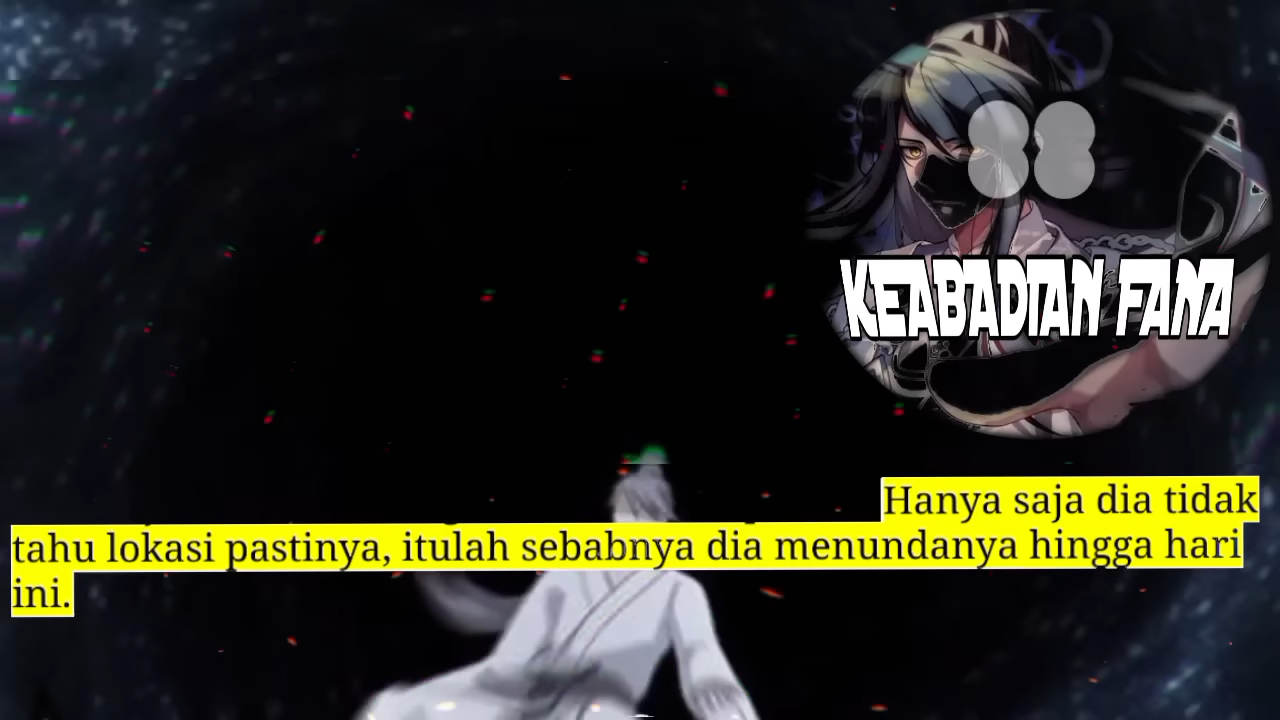 KEABADIAN FANA
Hanya saja dia tidak
tahu lokasi pastinya, itulah sebabnya dia menundanya hingga hari
ini.